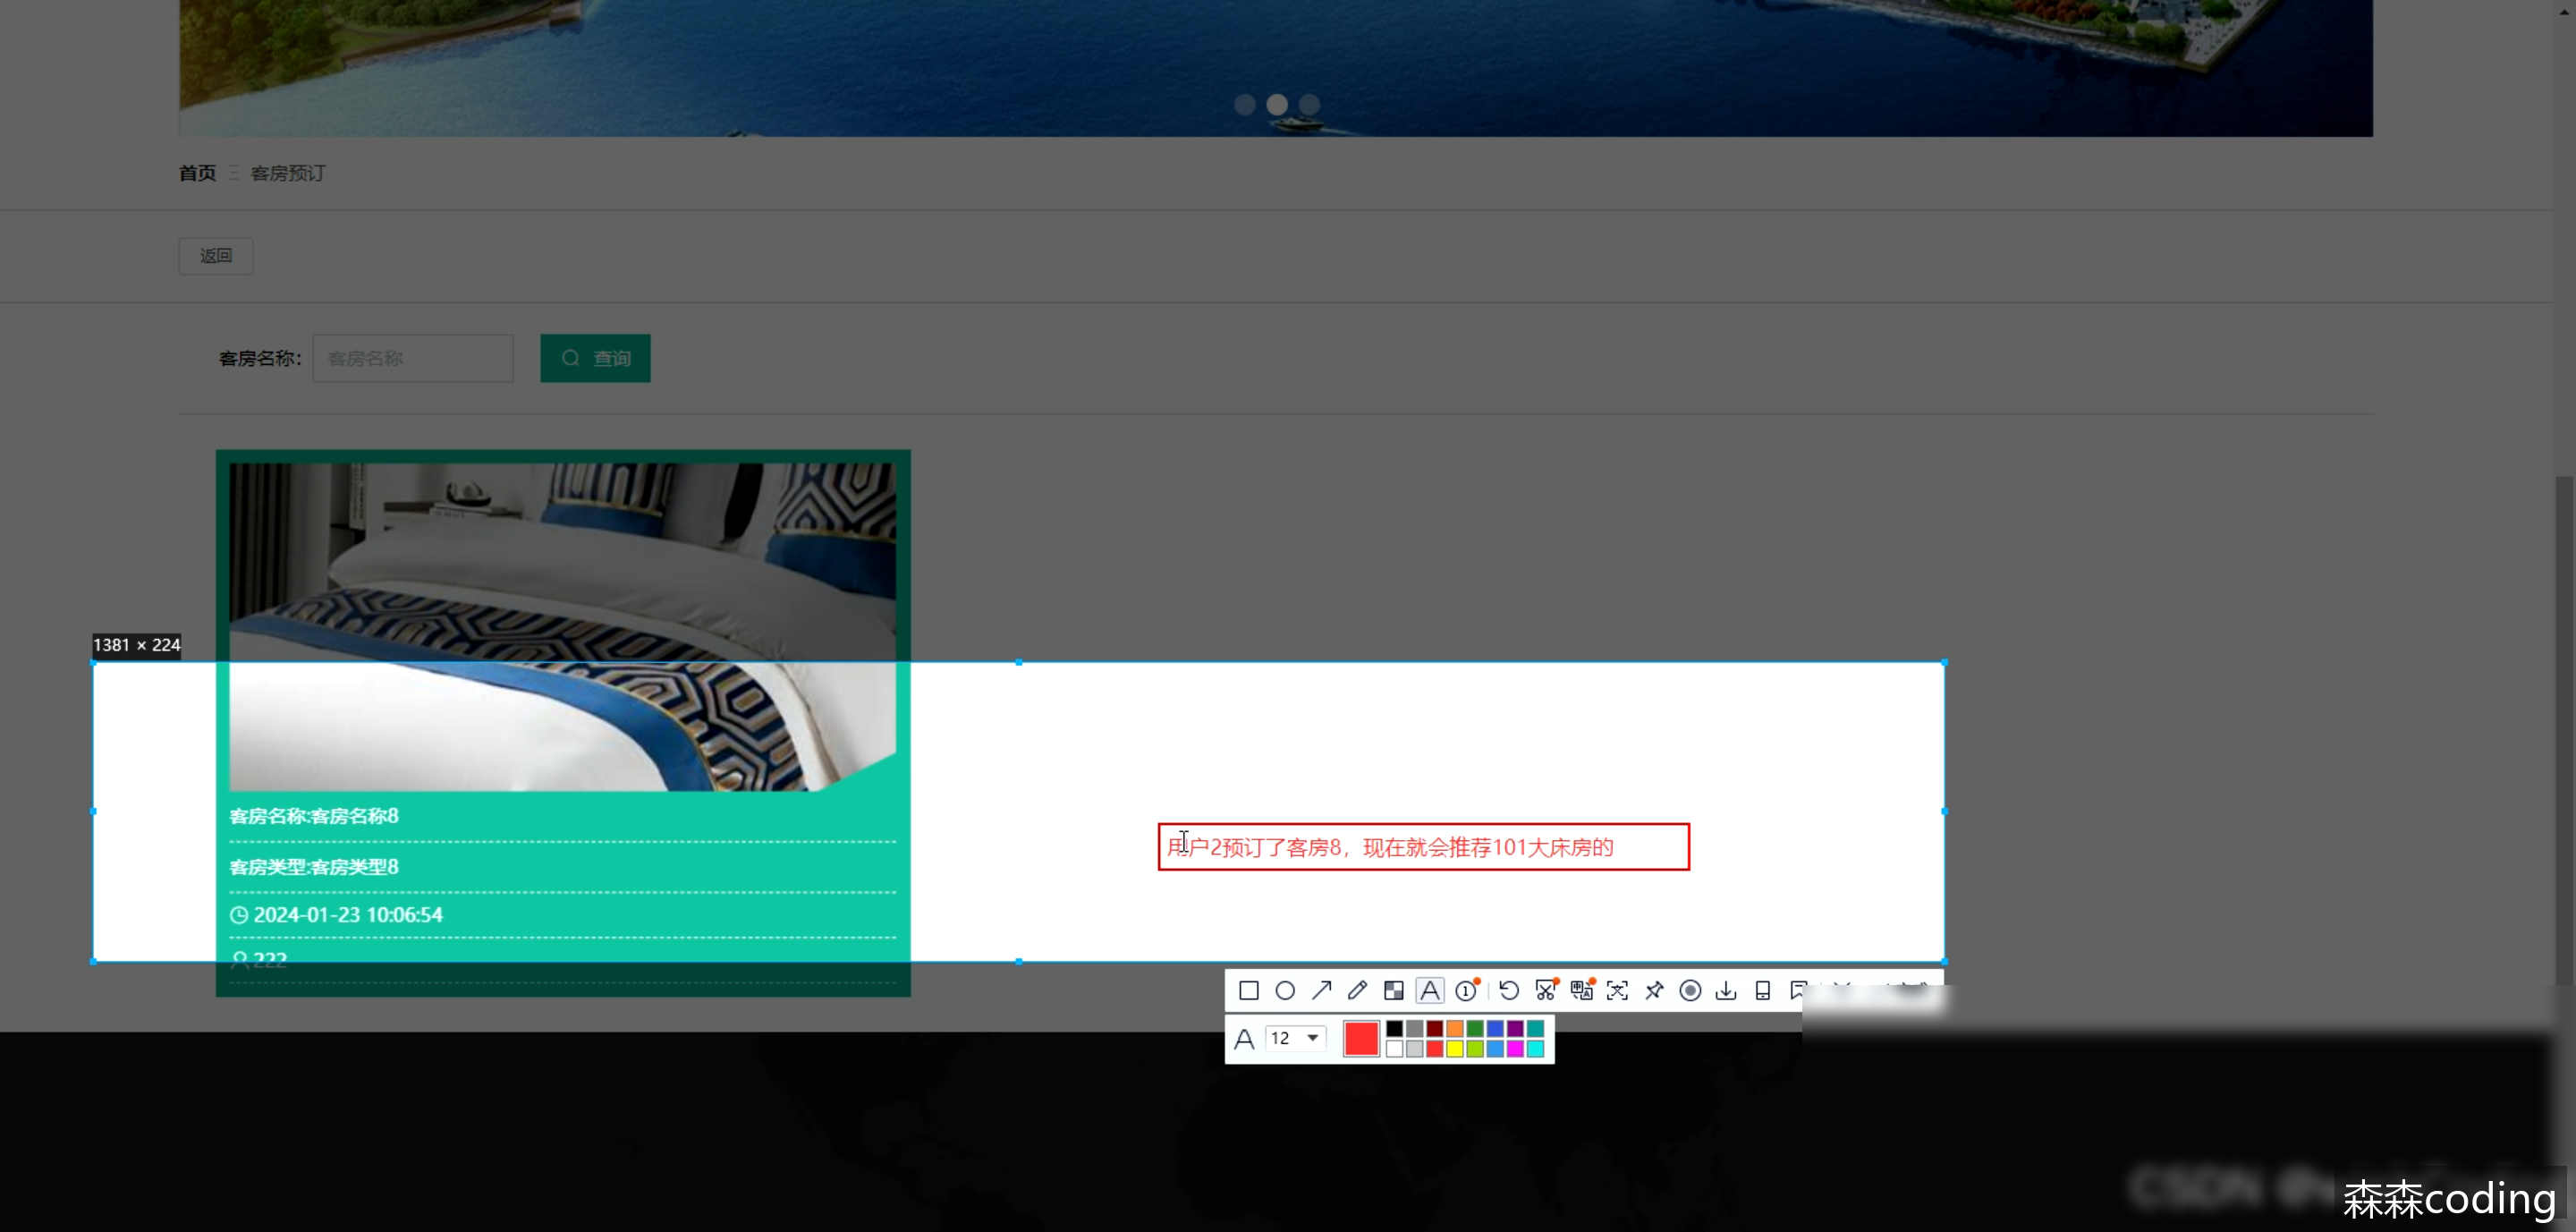 首页 客房预订
返回
客房名称： 客房名称 查询
1381 × 224
客房名称:客房名称8
客房类型:客房类型8
2024-01-23 10:06:54
222
用户2预订了客房8，现在就会推荐101大床房的
A 12
CSDN
森森coding